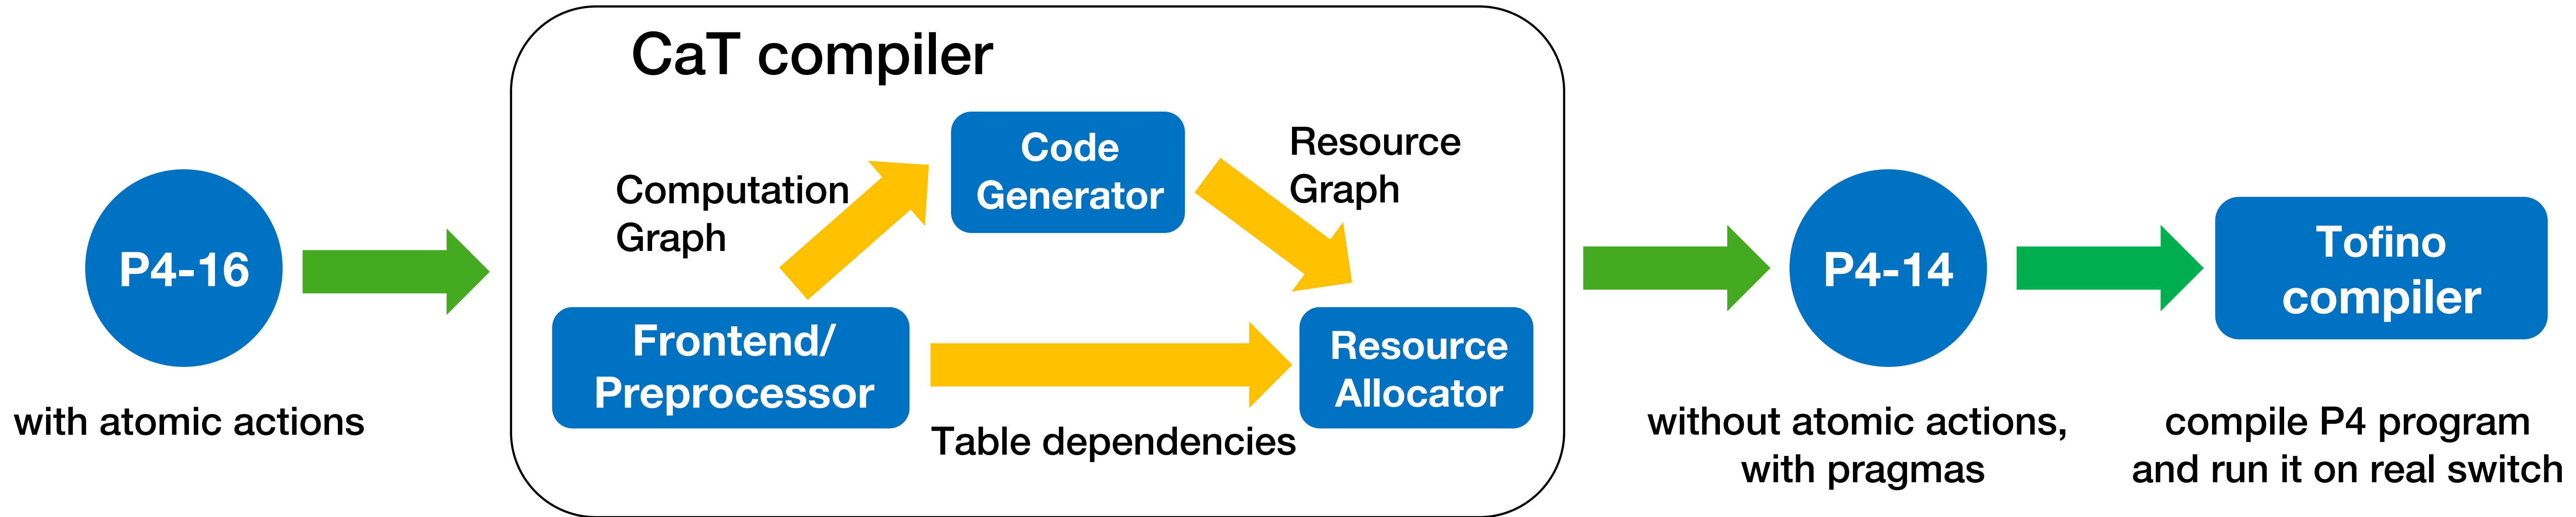 P4-16
with atomic actions
CaT compiler
Computation
Graph
Code
Generator
Resource
Graph
Frontend/
Preprocessor
Table dependencies
Resource
Allocator
P4-14
without atomic actions,
with pragmas
Tofino
compiler
compile P4 program
and run it on real switch